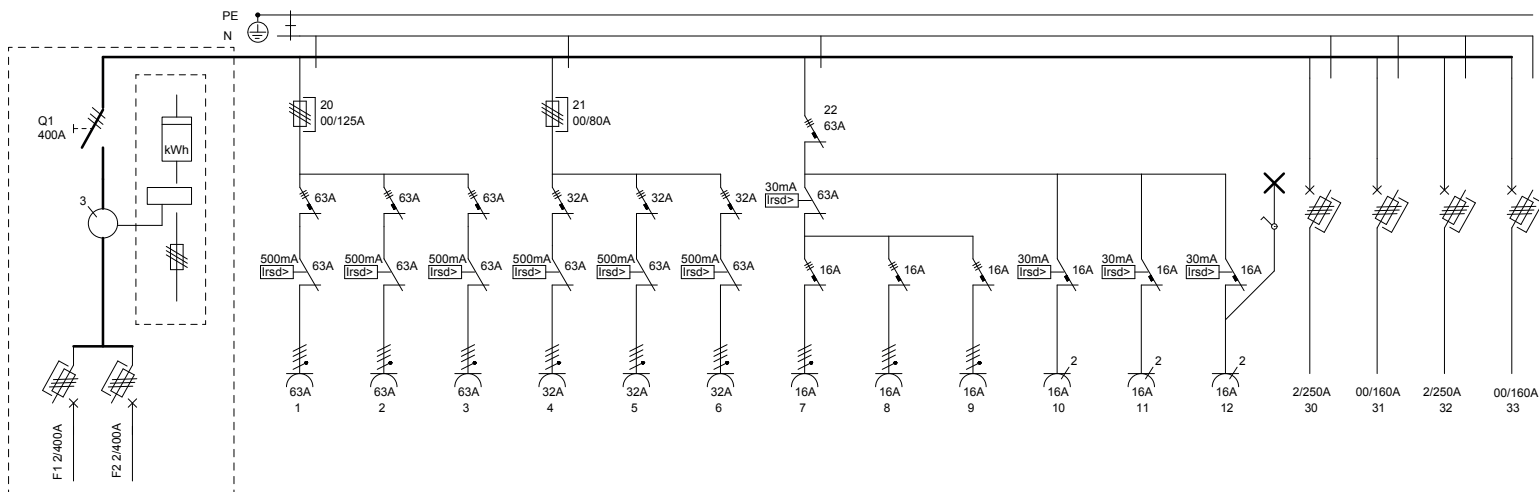 PE
N
Q1
400A
kWh
3
F1 2/400A
F2 2/400A
20
00/125A
21
00/80A
22
63A
63A
63A
63A
32A
32A
32A
30mA
Irsd>
63A
500mA
Irsd>
63A
500mA
Irsd>
63A
500mA
Irsd>
63A
500mA
Irsd>
63A
500mA
Irsd>
63A
500mA
Irsd>
63A
16A
16A
16A
30mA
Irsd>
16A
30mA
Irsd>
16A
30mA
Irsd>
16A
2
2
2
63A
1
63A
2
63A
3
32A
4
32A
5
32A
6
16A
7
16A
8
16A
9
16A
10
16A
11
16A
12
2/250A
30
00/160A
31
2/250A
32
00/160A
33